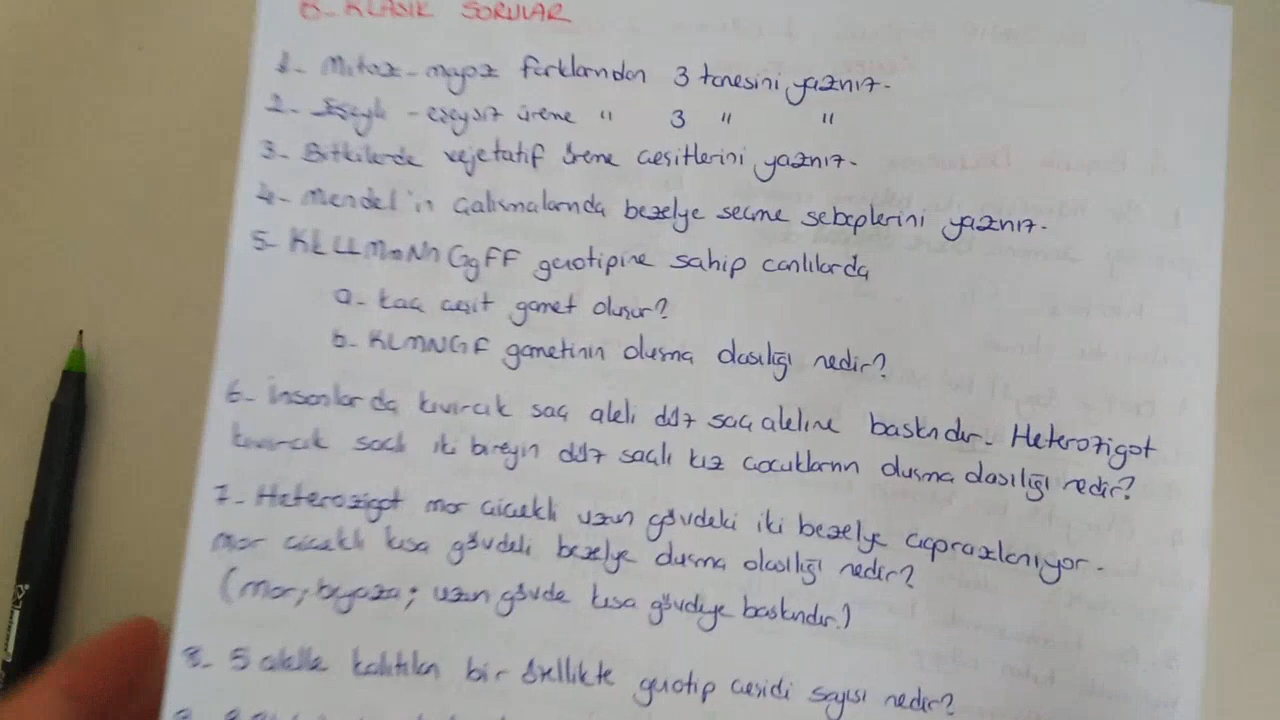 B- KLASİK SORULAR
1- Mitoz - mayoz farklarından 3 tanesini yazınız.
2- Eşeyli - eşeysiz üreme " 3 " "
3- Bitkilerde vejetatif üreme çeşitlerini yazınız.
4- Mendel'in çalışmalarında bezelye seçme sebeplerini yazınız.
5- KKLLMmNnGgFF genotipine sahip canlılarda
a- kaç çeşit gamet oluşur?
b- KLMNGF gametinin oluşma olasılığı nedir?
6- İnsanlarda kıvırcık saç aleli düz saç aleline baskındır. Heterozigot
kıvırcık saçlı iki bireyin düz saçlı kız çocuklarının oluşma olasılığı nedir?
7- Heterozigot mor çiçekli uzun gövdeki iki bezelye çaprazlanıyor.
mor çiçekli kısa gövdeli bezelye oluşma olasılığı nedir?
(mor; beyaza; uzun gövde kısa gövdeye baskındır.)
8- 5 alelle kalıtılan bir özellikte genotip çeşidi sayısı nedir?